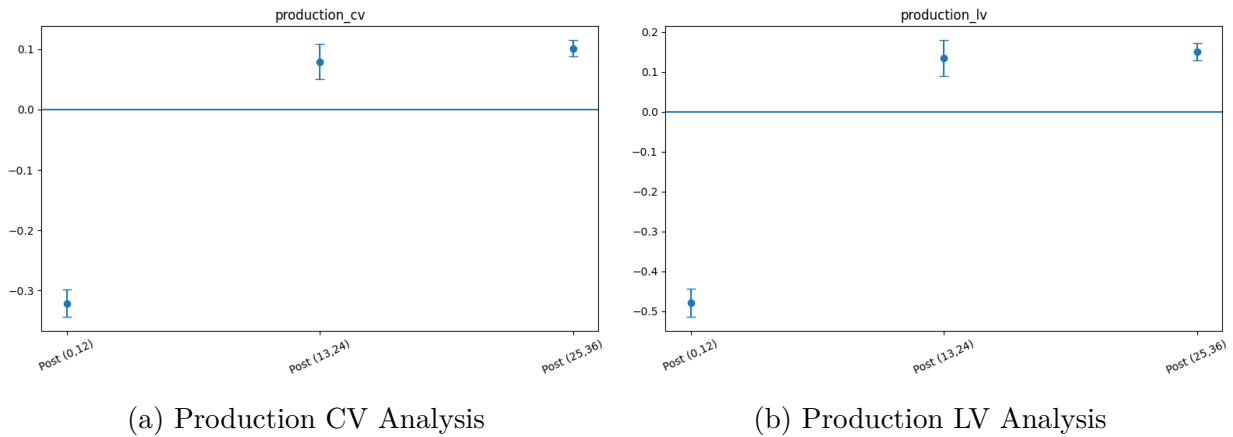 production_cv
0.1
0.0
−0.1
−0.2
−0.3
Post (0,12)
Post (13,24)
Post (25,36)
(a) Production CV Analysis
production_lv
0.2
0.1
0.0
−0.1
−0.2
−0.3
−0.4
−0.5
Post (0,12)
Post (13,24)
Post (25,36)
(b) Production LV Analysis